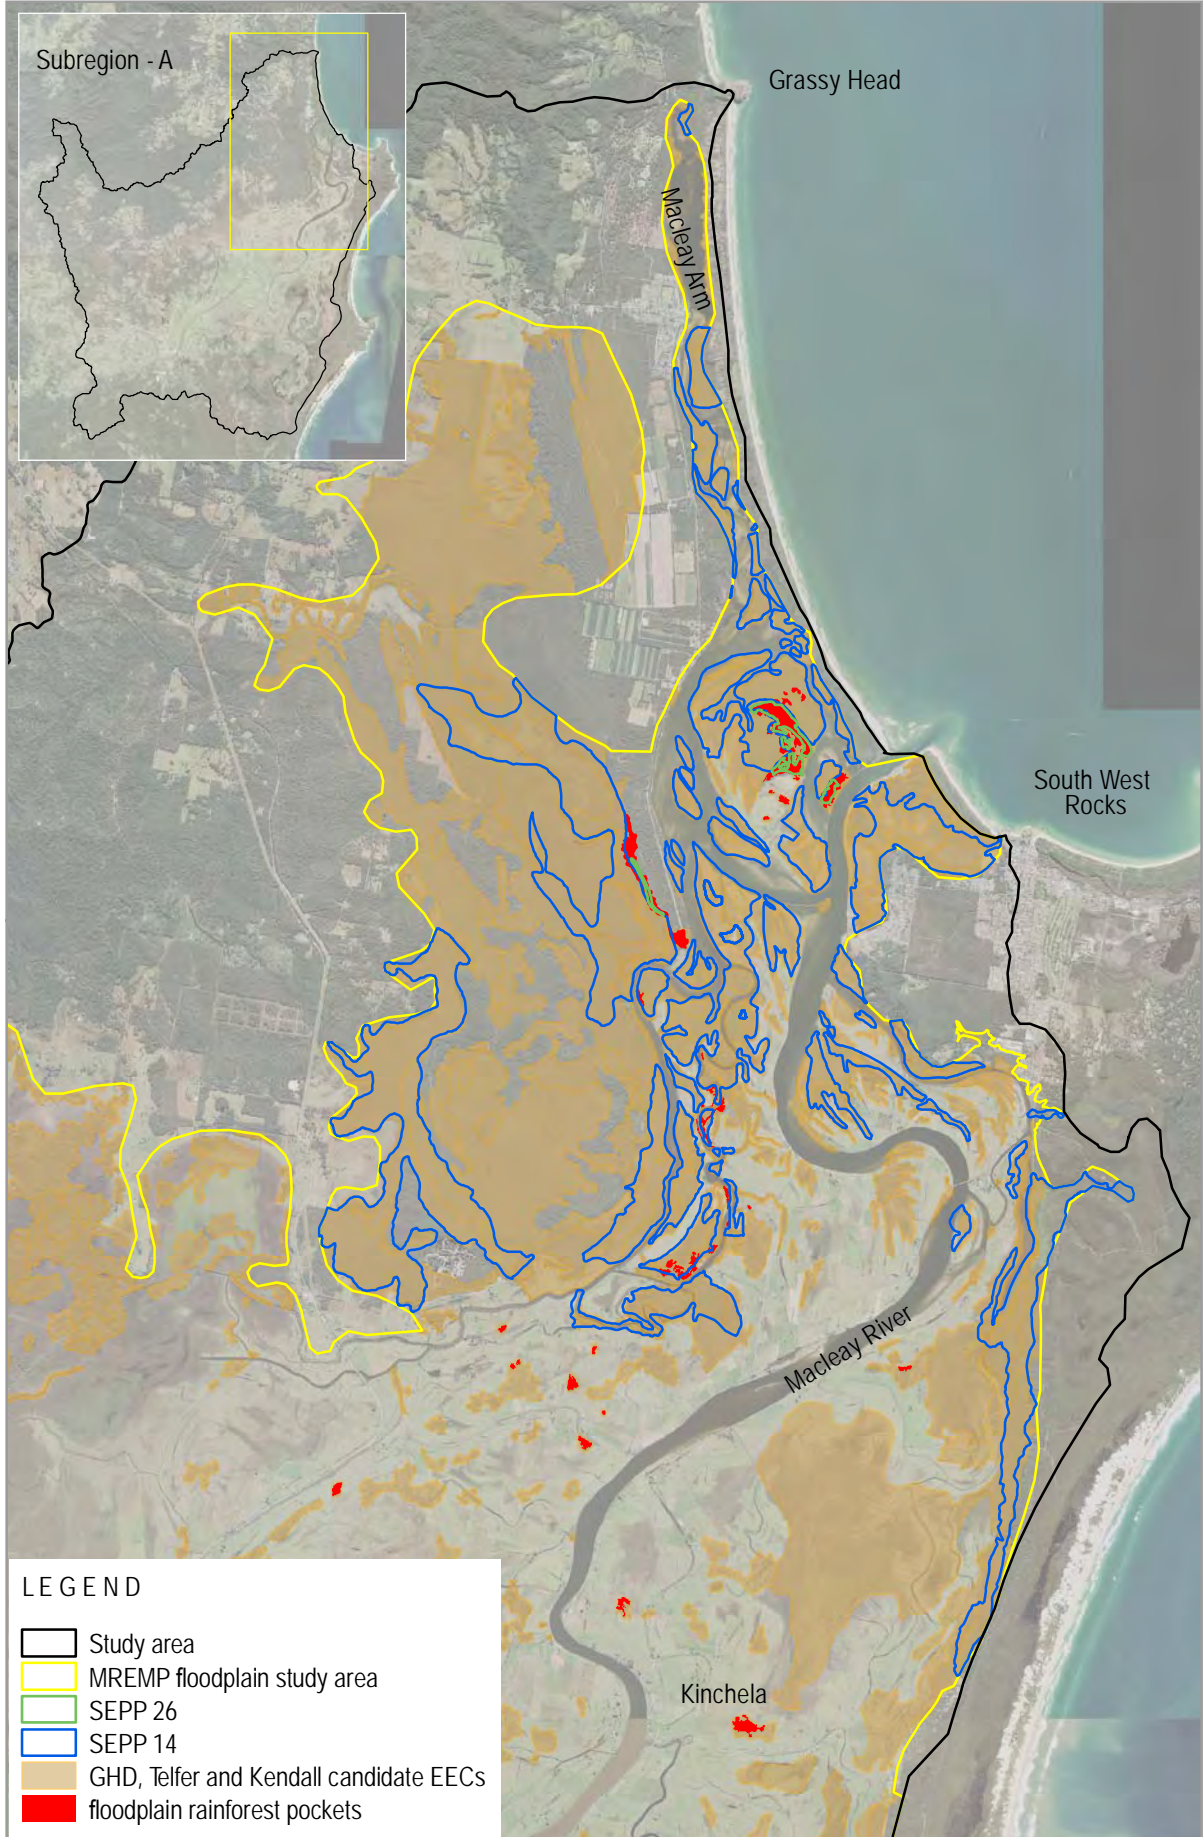 Subregion - A
Grassy Head
Macleay Arm
South West
Rocks
Macleay River
Kinchela
LEGEND
Study area
MREMP floodplain study area
SEPP 26
SEPP 14
GHD, Telfer and Kendall candidate EECs
floodplain rainforest pockets